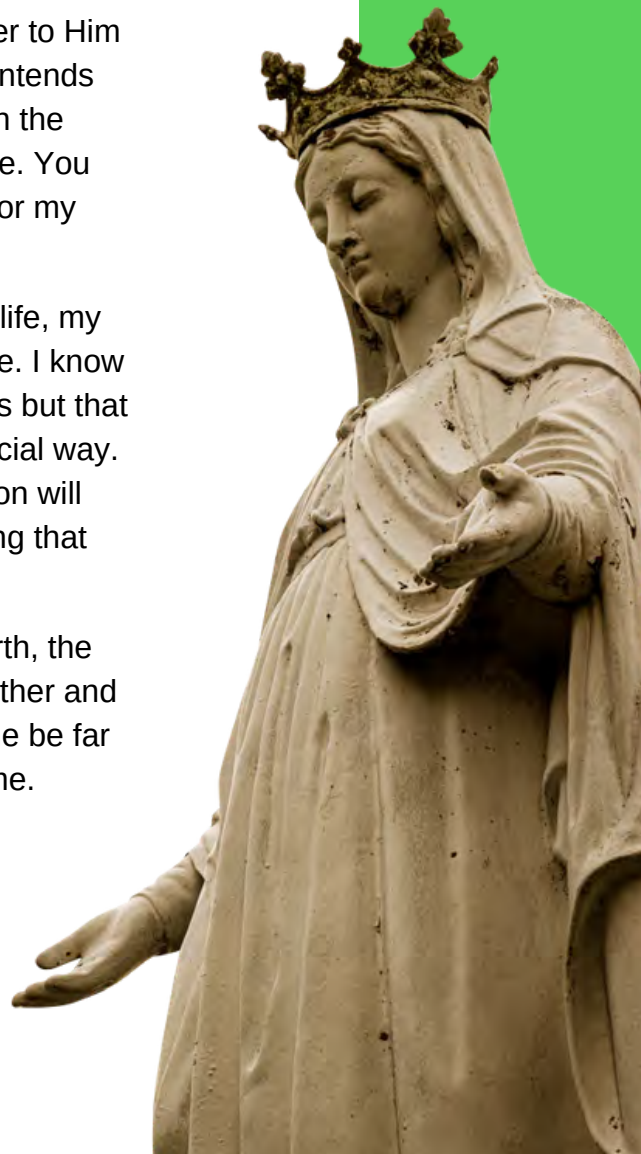 er to Him
ntends
n the
e. You
or my
life, my
e. I know
s but that
cial way.
on will
ng that
rth, the
ther and
e be far
ne.